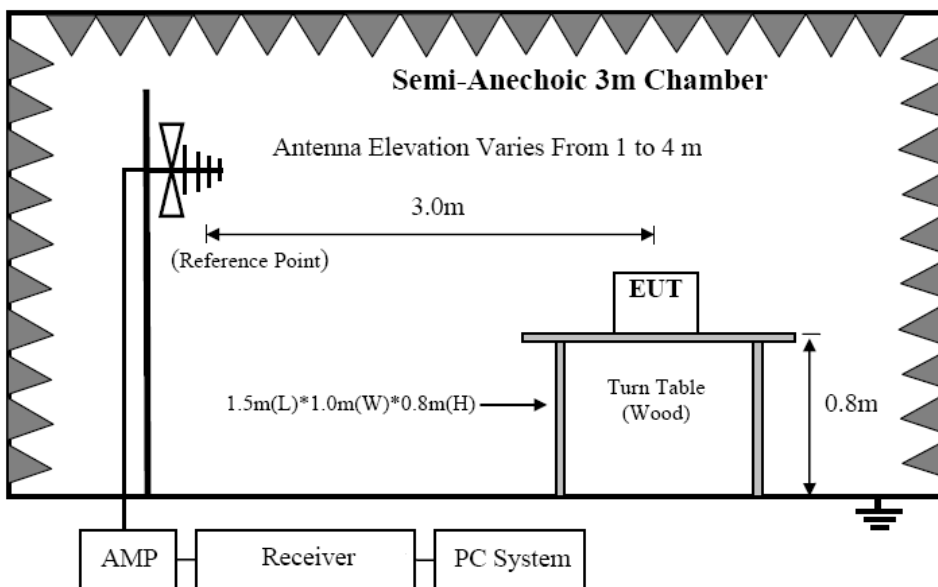 Semi-Anechoic 3m Chamber
Antenna Elevation Varies From 1 to 4 m
3.0m
(Reference Point)
EUT
1.5m(L)*1.0m(W)*0.8m(H)
Turn Table
(Wood)
0.8m
AMP
Receiver
PC System